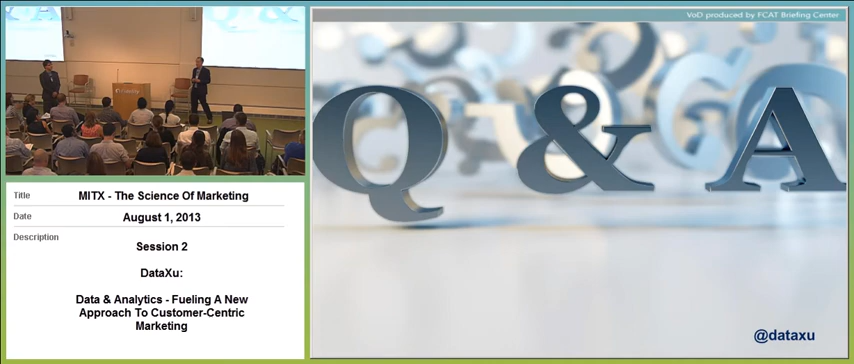 VoD produced by FCAT Briefing Center
Q & A
Q & A
Title MITX - The Science Of Marketing
Date August 1, 2013
Description
Session 2
DataXu:
Data & Analytics - Fueling A New
Approach To Customer-Centric
Marketing
@dataxu